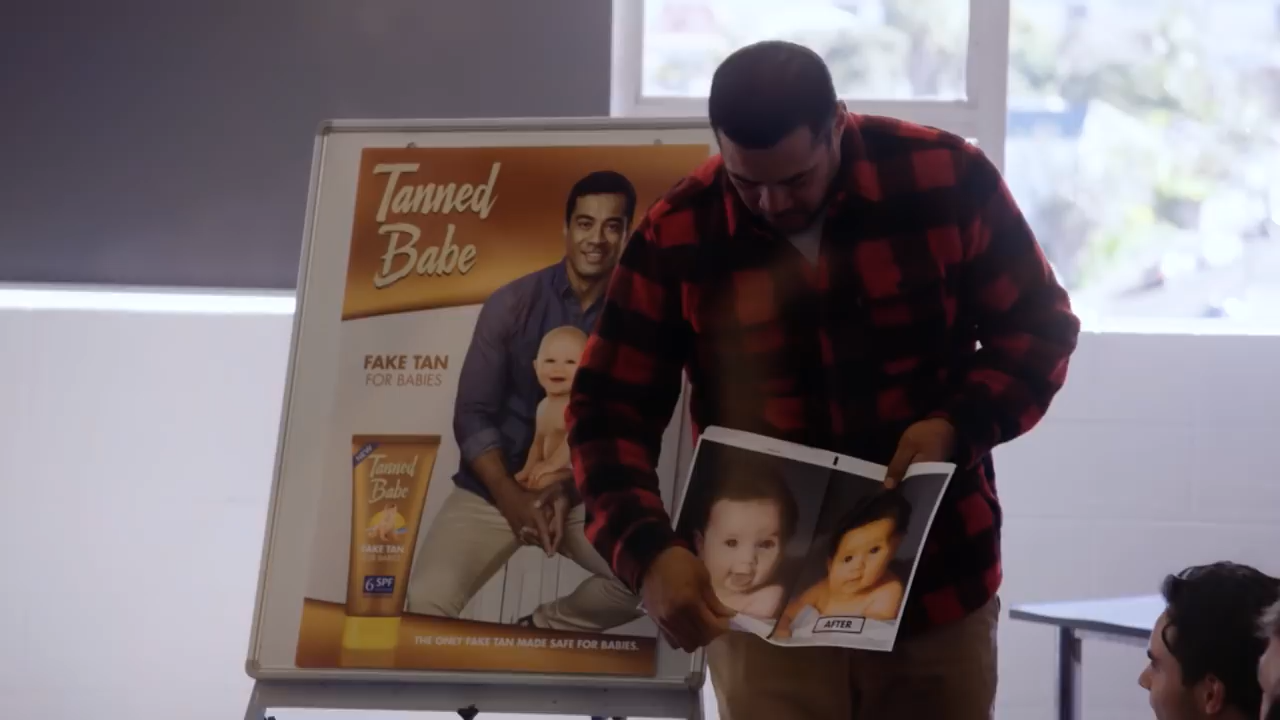 Tanned
Babe
FAKE TAN
FOR BABIES
NEW
Tanned
Babe
FAKE TAN
FOR BABIES
6 SPF
THE ONLY FAKE TAN MADE SAFE FOR BABIES.
AFTER